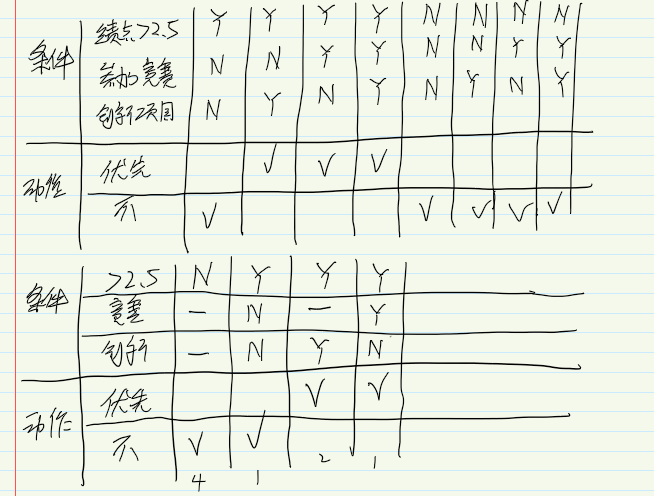 条件 绩点>2.5 Y Y Y Y N N N N
参加竞赛 N N Y Y N N Y Y
创新项目 N Y N Y N Y N Y
动作 优先 √ √ √
不 √ √ √ √ √
条件 >2.5 N Y Y Y
竞赛 — N — Y
创新 — N Y N
动作 优先 √ √
不 √ √
4 1 2 1